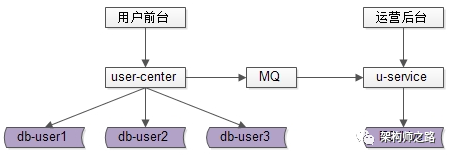 用户前台
运营后台
user-center
MQ
u-service
db-user1
db-user2
db-user3
架构师之路